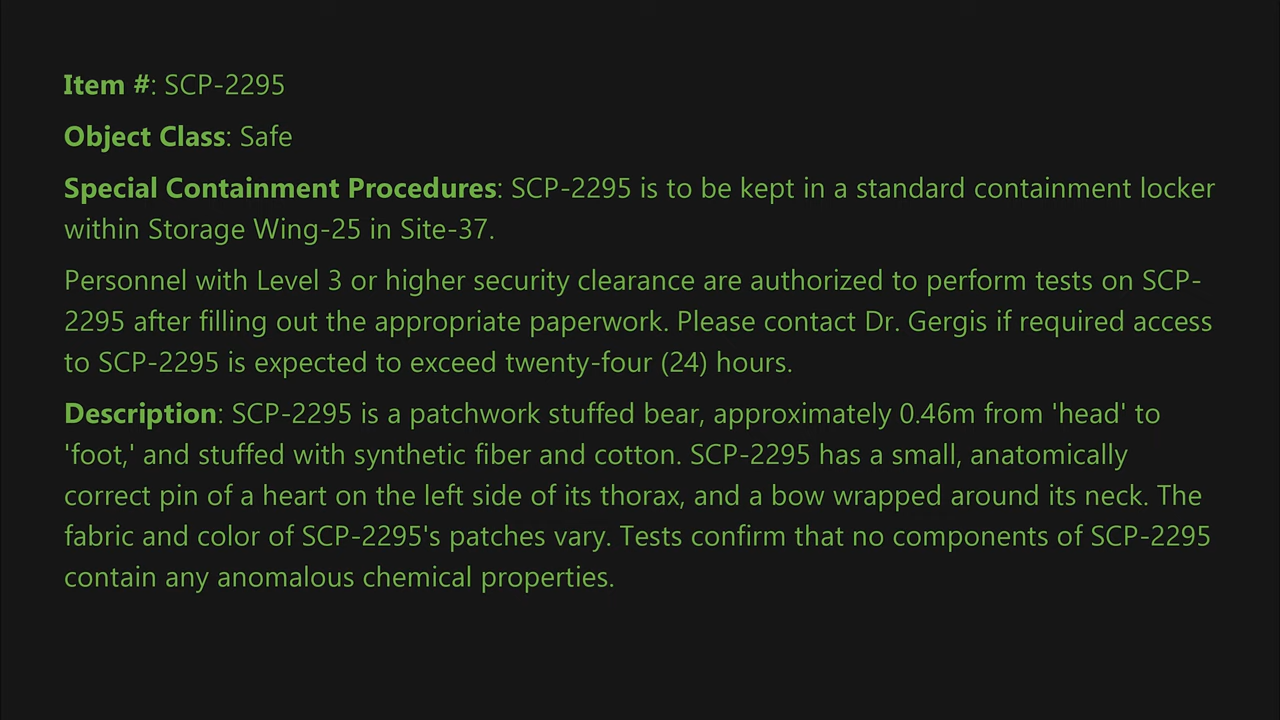 Item #: SCP-2295
Object Class: Safe
Special Containment Procedures: SCP-2295 is to be kept in a standard containment locker
within Storage Wing-25 in Site-37.
Personnel with Level 3 or higher security clearance are authorized to perform tests on SCP-
2295 after filling out the appropriate paperwork. Please contact Dr. Gergis if required access
to SCP-2295 is expected to exceed twenty-four (24) hours.
Description: SCP-2295 is a patchwork stuffed bear, approximately 0.46m from 'head' to
'foot,' and stuffed with synthetic fiber and cotton. SCP-2295 has a small, anatomically
correct pin of a heart on the left side of its thorax, and a bow wrapped around its neck. The
fabric and color of SCP-2295's patches vary. Tests confirm that no components of SCP-2295
contain any anomalous chemical properties.